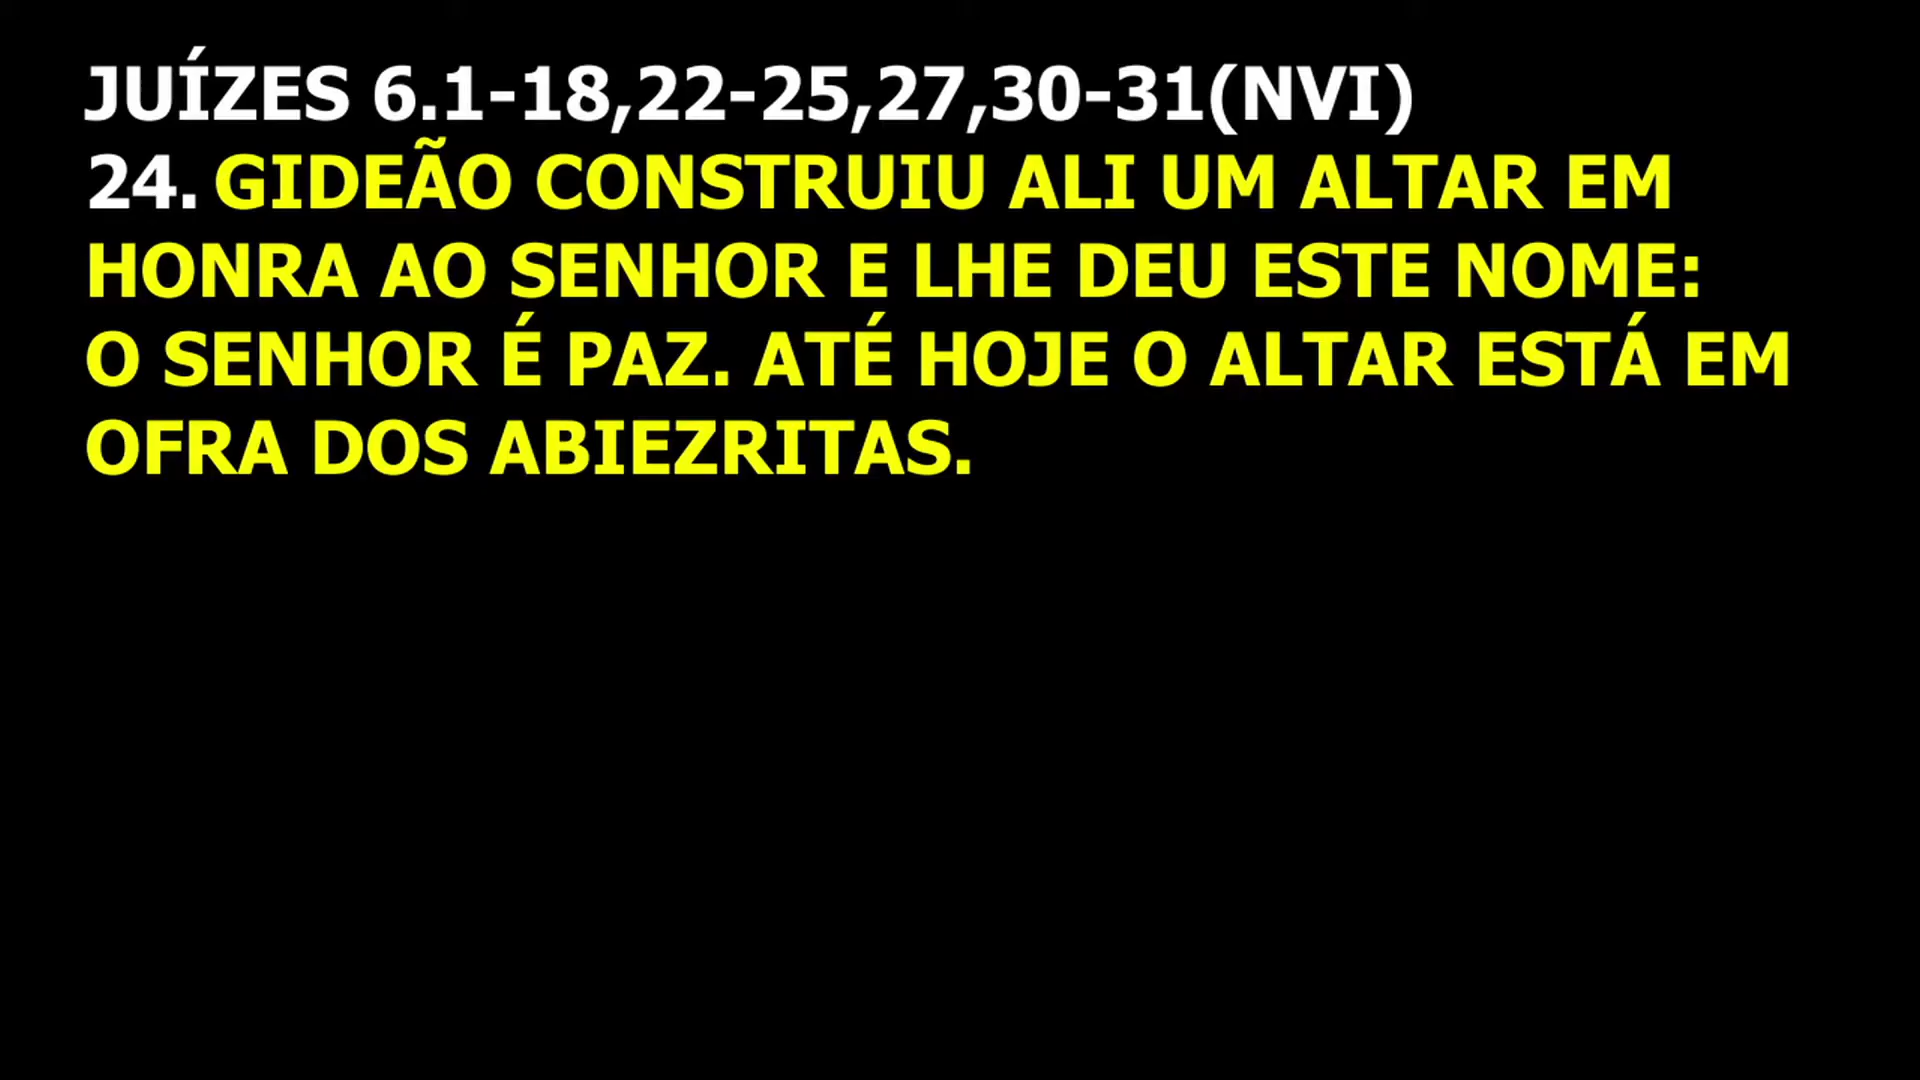 JUÍZES 6.1-18,22-25,27,30-31(NVI)
24. GIDEÃO CONSTRUIU ALI UM ALTAR EM
HONRA AO SENHOR E LHE DEU ESTE NOME:
O SENHOR É PAZ. ATÉ HOJE O ALTAR ESTÁ EM
OFRA DOS ABIEZRITAS.